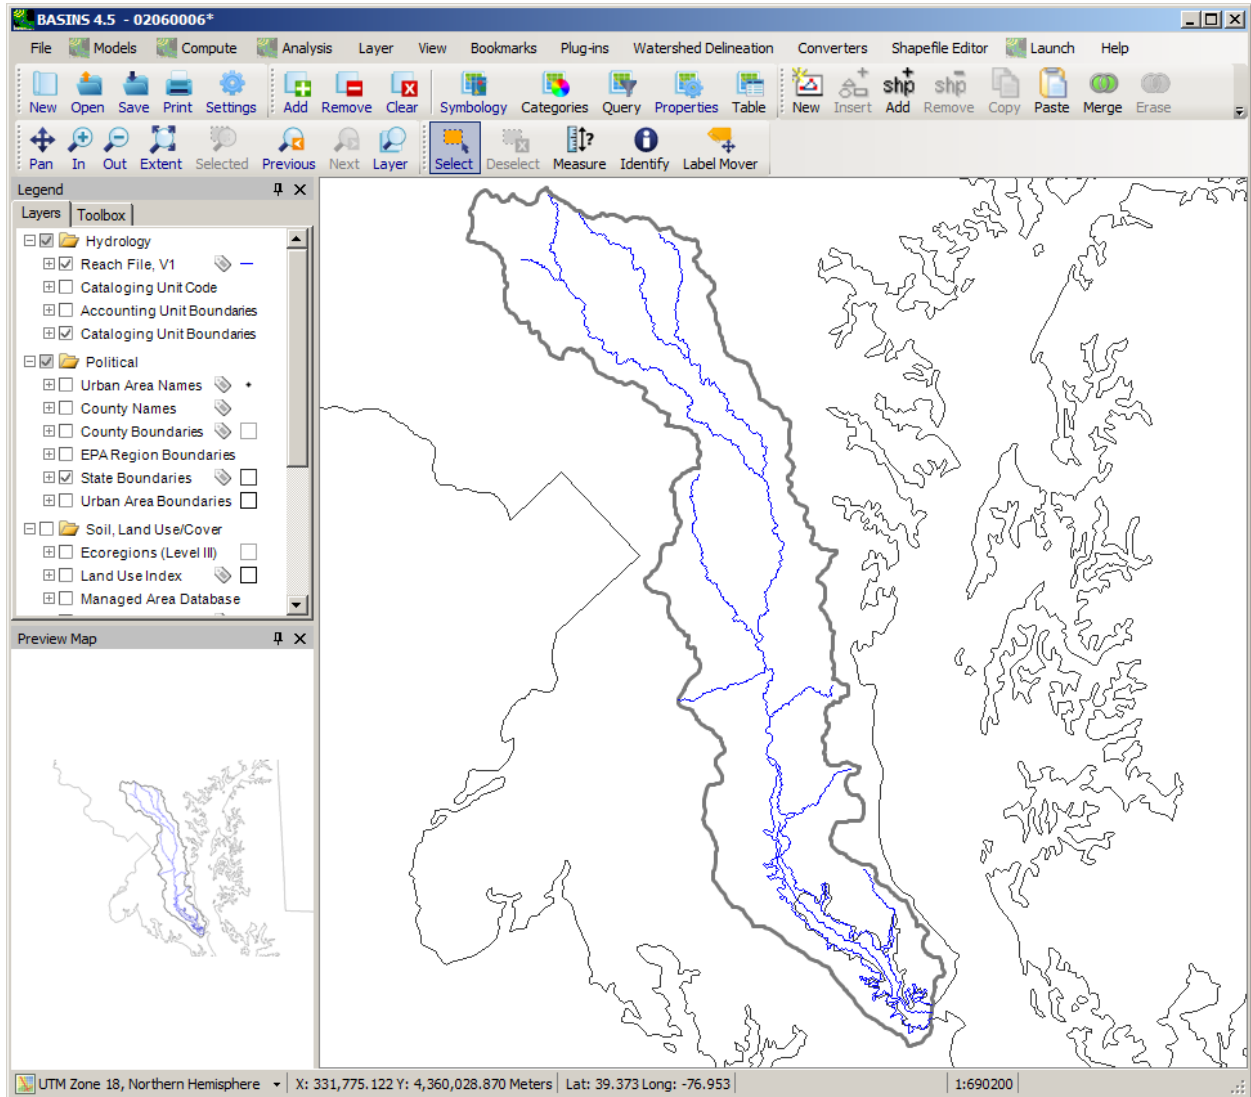 BASINS 4.5 - 02060006*
File Models Compute Analysis Layer View Bookmarks Plug-ins Watershed Delineation Converters Shapefile Editor Launch Help
New Open Save Print Settings Add Remove Clear Symbology Categories Query Properties Table New Insert Add Remove Copy Paste Merge Erase
Pan In Out Extent Selected Previous Next Layer Select Deselect Measure Identify Label Mover
Legend
Layers Toolbox
Hydrology
Reach File, V1
Cataloging Unit Code
Accounting Unit Boundaries
Cataloging Unit Boundaries
Political
Urban Area Names
County Names
County Boundaries
EPA Region Boundaries
State Boundaries
Urban Area Boundaries
Soil, Land Use/Cover
Ecoregions (Level III)
Land Use Index
Managed Area Database
Preview Map
UTM Zone 18, Northern Hemisphere X: 331,775.122 Y: 4,360,028.870 Meters Lat: 39.373 Long: -76.953 1:690200